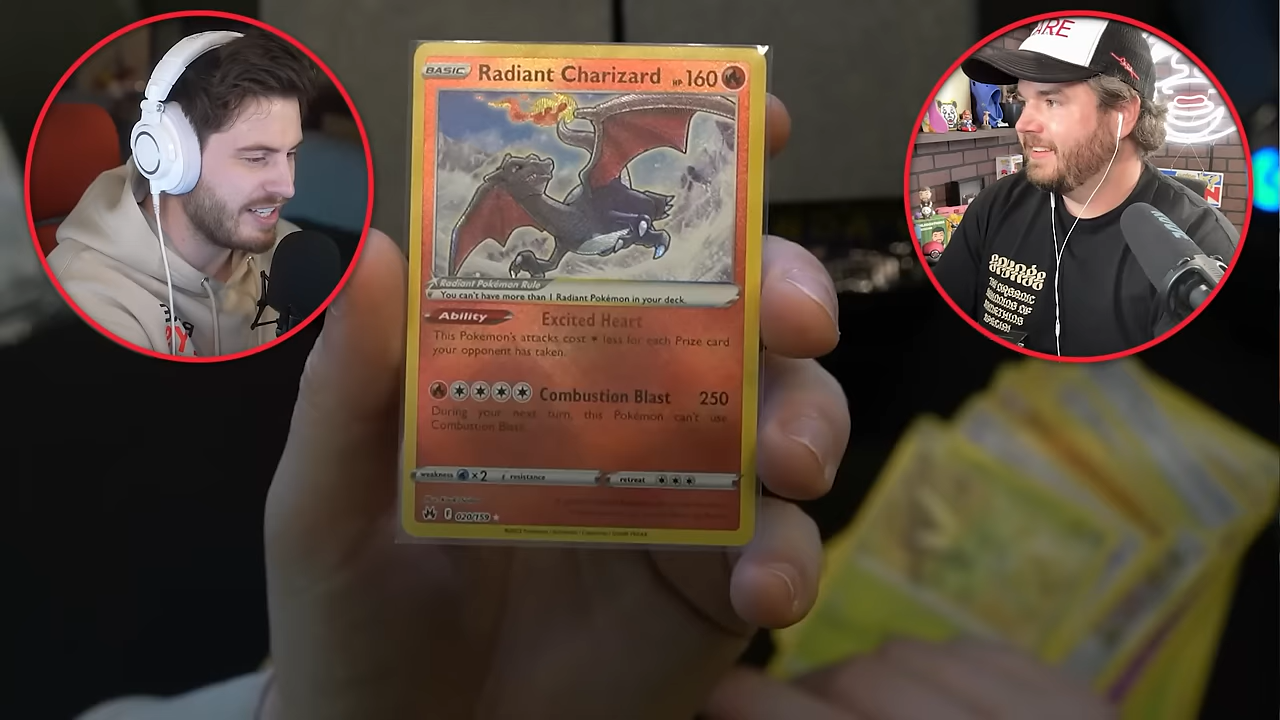 ARE
BASIC Radiant Charizard HP 160
Radiant Pokémon Rule
You can't have more than 1 Radiant Pokémon in your deck.
Ability Excited Heart
This Pokémon's attacks cost less for each Prize card
your opponent has taken.
Combustion Blast 250
During your next turn, this Pokémon can't use
Combustion Blast.
weakness ×2 resistance retreat
F 020/159